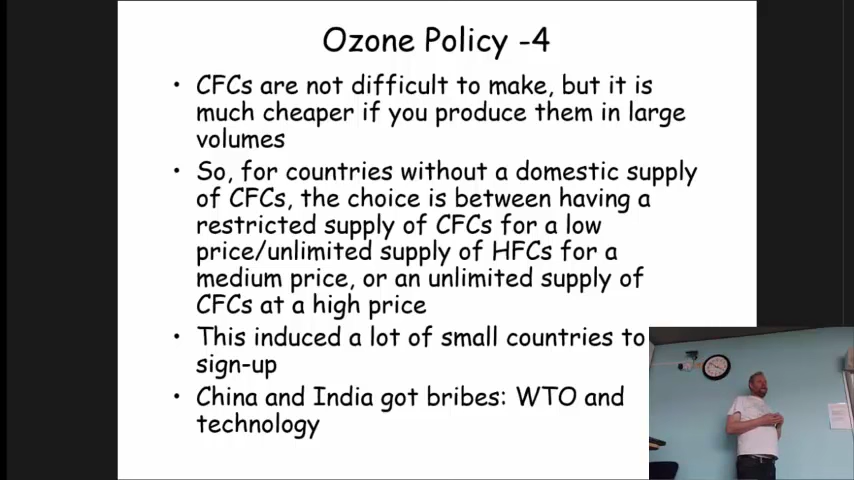 Ozone Policy -4
• CFCs are not difficult to make, but it is
much cheaper if you produce them in large
volumes
• So, for countries without a domestic supply
of CFCs, the choice is between having a
restricted supply of CFCs for a low
price/unlimited supply of HFCs for a
medium price, or an unlimited supply of
CFCs at a high price
• This induced a lot of small countries to
sign-up
• China and India got bribes: WTO and
technology